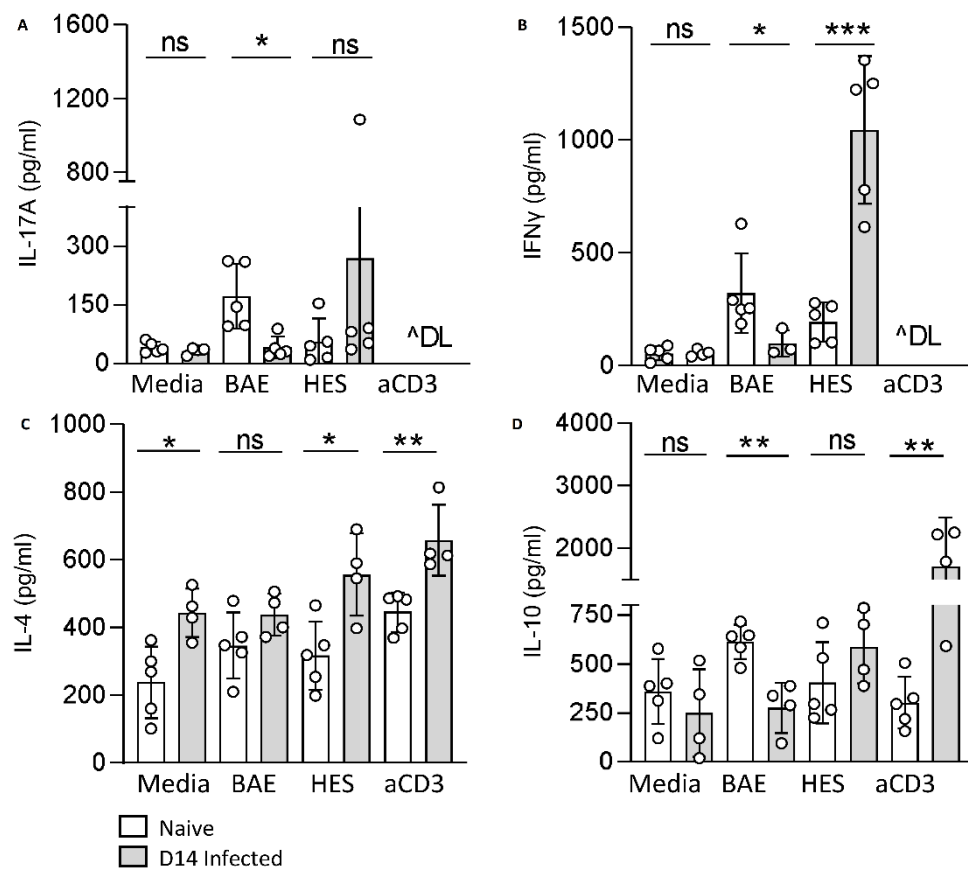 A
IL-17A (pg/ml)
1600
1200
800
300
150
0
ns
*
ns
^DL
Media BAE HES aCD3
B
IFNγ (pg/ml)
1500
1000
500
0
ns
*
***
^DL
Media BAE HES aCD3
C
IL-4 (pg/ml)
1000
800
600
400
200
0
*
ns
*
**
Media BAE HES aCD3
D
IL-10 (pg/ml)
4000
3000
2000
750
500
250
0
ns
**
ns
**
Media BAE HES aCD3
Naive
D14 Infected